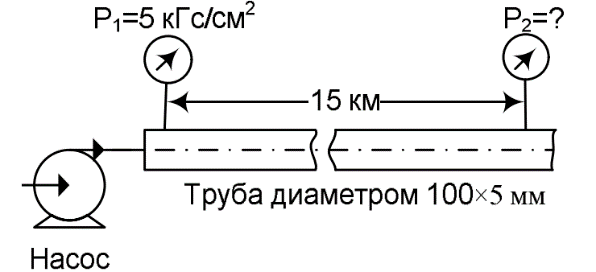 P₁=5 кГс/см²
P₂=?
15 км
Труба диаметром 100×5 мм
Насос